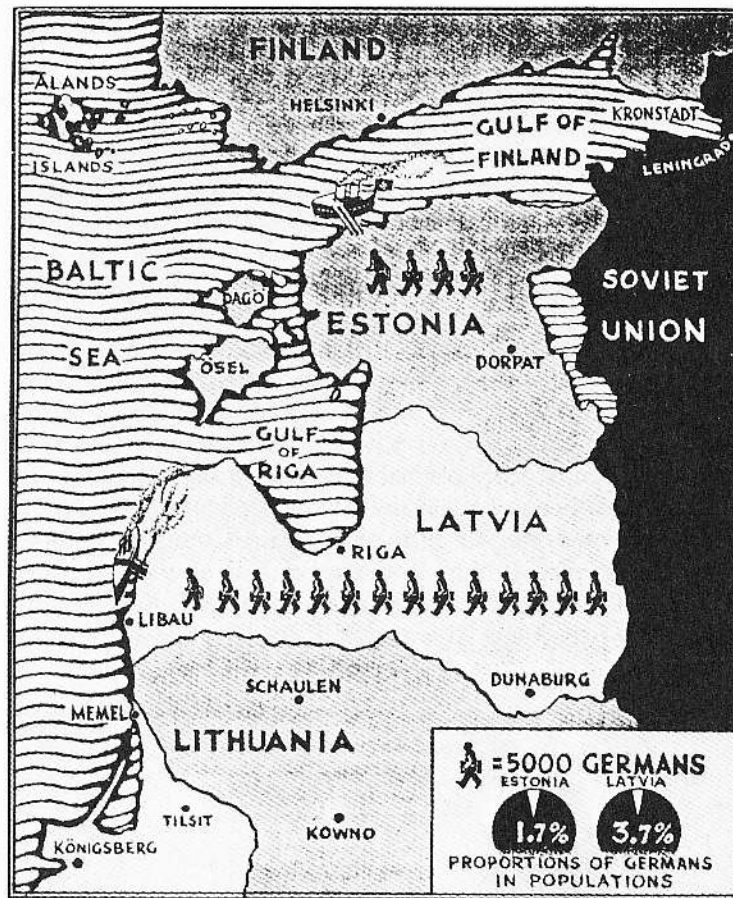 FINLAND
ÅLANDS
HELSINKI
KRONSTADT
GULF OF
FINLAND
ISLANDS
LENINGRAD
BALTIC
SEA
DAGÖ
ESTONIA
SOVIET
UNION
ÖSEL
DORPAT
GULF
OF
RIGA
LATVIA
RIGA
LIBAU
SCHAULEN
DUNABURG
MEMEL
LITHUANIA
TILSIT
KOWNO
KÖNIGSBERG
=5000 GERMANS
ESTONIA LATVIA
1.7% 3.7%
PROPORTIONS OF GERMANS
IN POPULATIONS